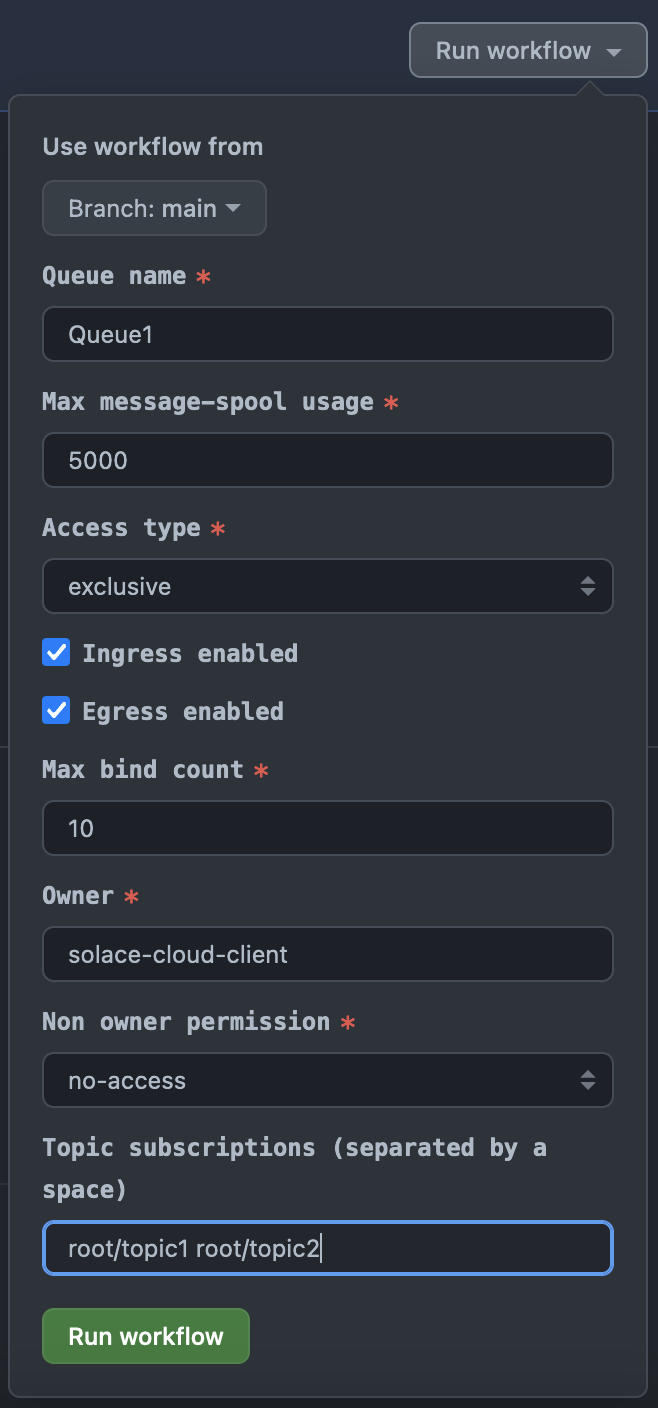 Run workflow
Use workflow from
Branch: main
Queue name *
Queue1
Max message-spool usage *
5000
Access type *
exclusive
Ingress enabled
Egress enabled
Max bind count *
10
Owner *
solace-cloud-client
Non owner permission *
no-access
Topic subscriptions (separated by a
space)
root/topic1 root/topic2
Run workflow